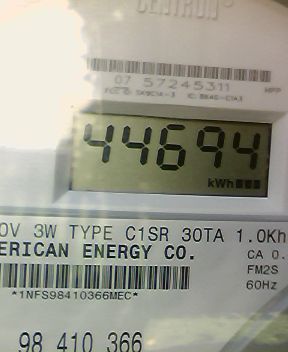 CENTRON®
07 57245311
44694
kWh
0V 3W TYPE C1SR 30TA 1.0Kh
ERICAN ENERGY CO.
CA 0.
FM2S
60Hz
*1NFS98410366MEC*
98 410 366